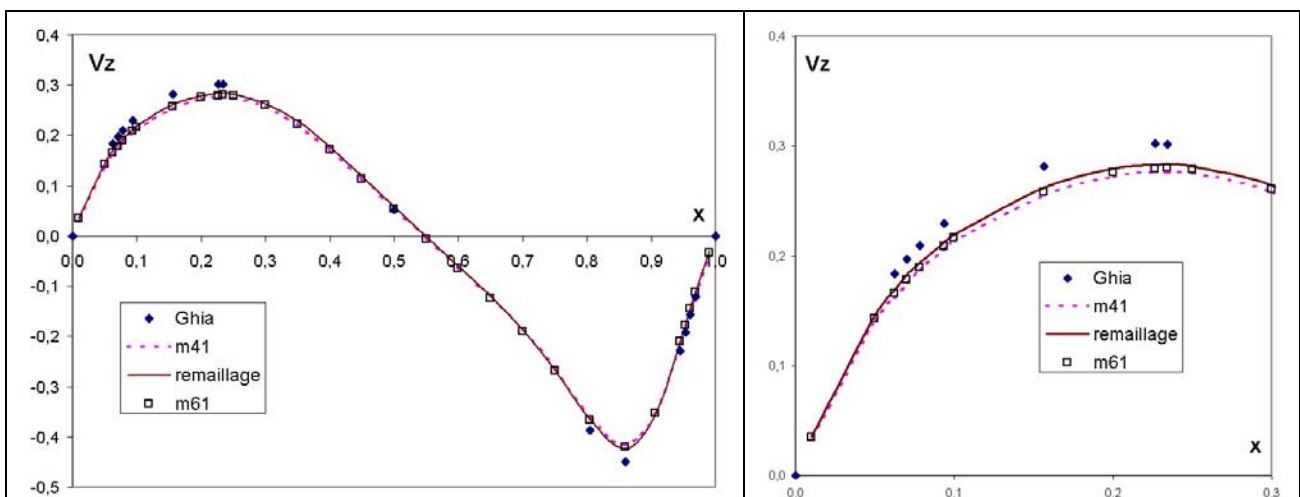 0,4
Vz
0,3
0,2
0,1
0,0
-0,1
-0,2
-0,3
-0,4
-0,5
0,0 0,1 0,2 0,3 0,4 0,5 0,6 0,7 0,8 0,9 1,0
X
Ghia
m41
remaillage
m61
0,4
Vz
0,3
0,2
0,1
0,0
0,0 0,1 0,2 0,3
X
Ghia
m41
remaillage
m61